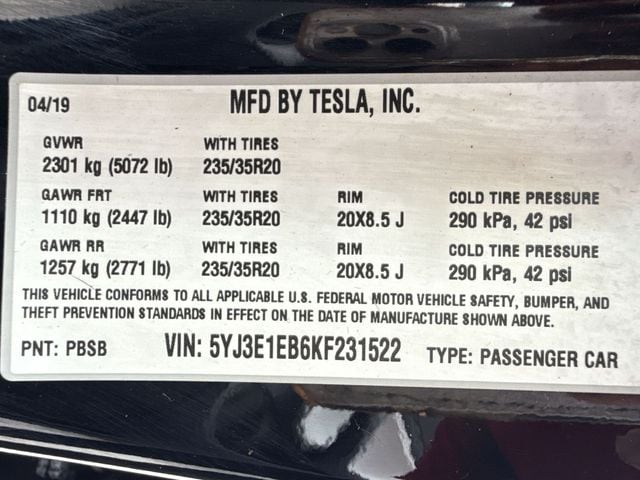 04/19 MFD BY TESLA, INC.
GVWR WITH TIRES
2301 kg (5072 lb) 235/35R20
GAWR FRT WITH TIRES RIM COLD TIRE PRESSURE
1110 kg (2447 lb) 235/35R20 20X8.5 J 290 kPa, 42 psi
GAWR RR WITH TIRES RIM COLD TIRE PRESSURE
1257 kg (2771 lb) 235/35R20 20X8.5 J 290 kPa, 42 psi
THIS VEHICLE CONFORMS TO ALL APPLICABLE U.S. FEDERAL MOTOR VEHICLE SAFETY, BUMPER, AND
THEFT PREVENTION STANDARDS IN EFFECT ON THE DATE OF MANUFACTURE SHOWN ABOVE.
PNT: PBSB VIN: 5YJ3E1EB6KF231522 TYPE: PASSENGER CAR